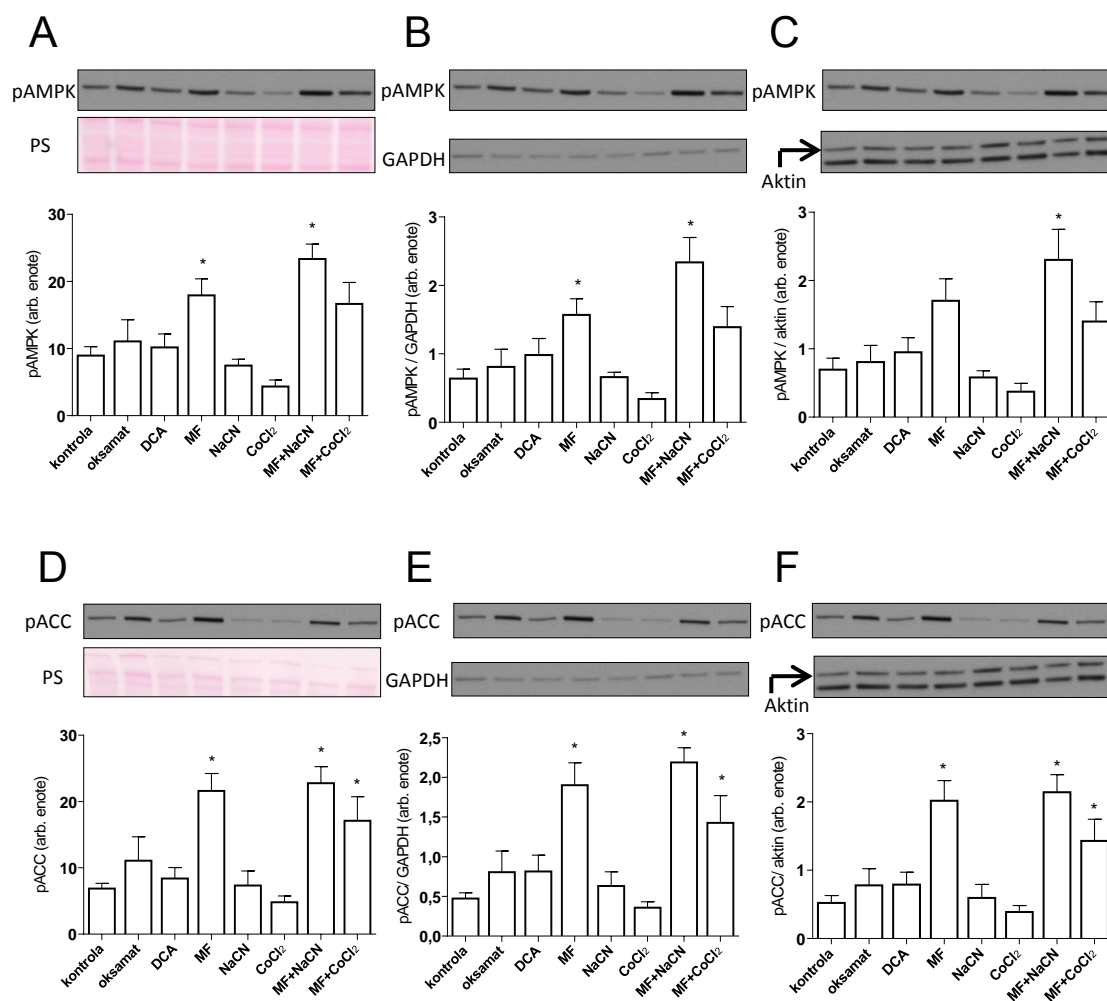 A
pAMPK
PS
pAMPK (arb. enote)
30
20
10
0
*
*
kontrola
oksamat
DCA
MF
NaCN
CoCl₂
MF+NaCN
MF+CoCl₂
B
pAMPK
GAPDH
pAMPK / GAPDH (arb. enote)
3
2
1
0
*
*
kontrola
oksamat
DCA
MF
NaCN
CoCl₂
MF+NaCN
MF+CoCl₂
C
pAMPK
Aktin
pAMPK / aktin (arb. enote)
3
2
1
0
*
kontrola
oksamat
DCA
MF
NaCN
CoCl₂
MF+NaCN
MF+CoCl₂
D
pACC
PS
pACC (arb. enote)
30
20
10
0
*
*
*
kontrola
oksamat
DCA
MF
NaCN
CoCl₂
MF+NaCN
MF+CoCl₂
E
pACC
GAPDH
pACC/ GAPDH (arb. enote)
2,5
2,0
1,5
1,0
0,5
0,0
*
*
*
kontrola
oksamat
DCA
MF
NaCN
CoCl₂
MF+NaCN
MF+CoCl₂
F
pACC
Aktin
pACC/ aktin (arb. enote)
3
2
1
0
*
*
*
kontrola
oksamat
DCA
MF
NaCN
CoCl₂
MF+NaCN
MF+CoCl₂